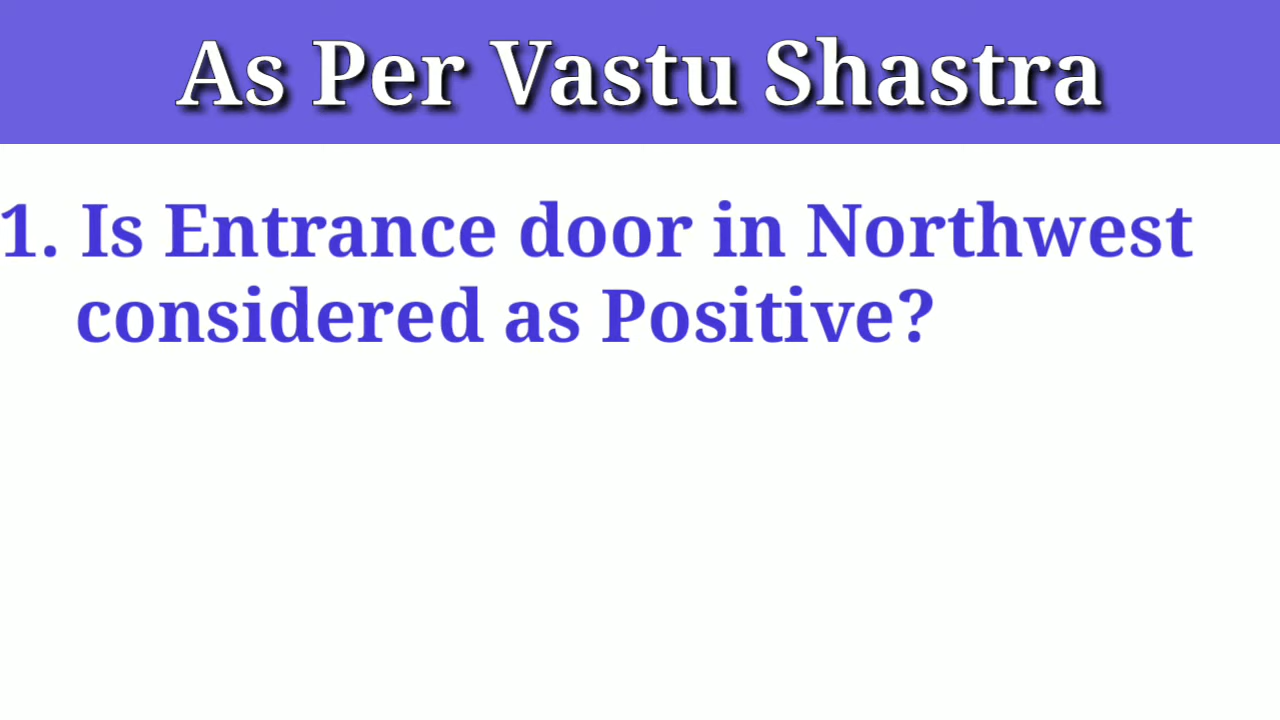 As Per Vastu Shastra
1. Is Entrance door in Northwest
considered as Positive?